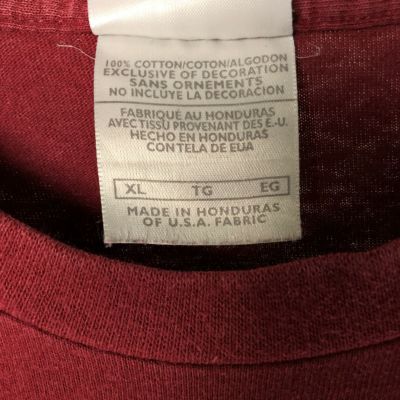 100% COTTON/COTON/ALGODON
EXCLUSIVE OF DECORATION
SANS ORNEMENTS
NO INCLUYE LA DECORACION
FABRIQUÉ AU HONDURAS
AVEC TISSU PROVENANT DES É.-U.
HECHO EN HONDURAS
CON TELA DE EUA
XL TG EG
MADE IN HONDURAS
OF U.S.A. FABRIC